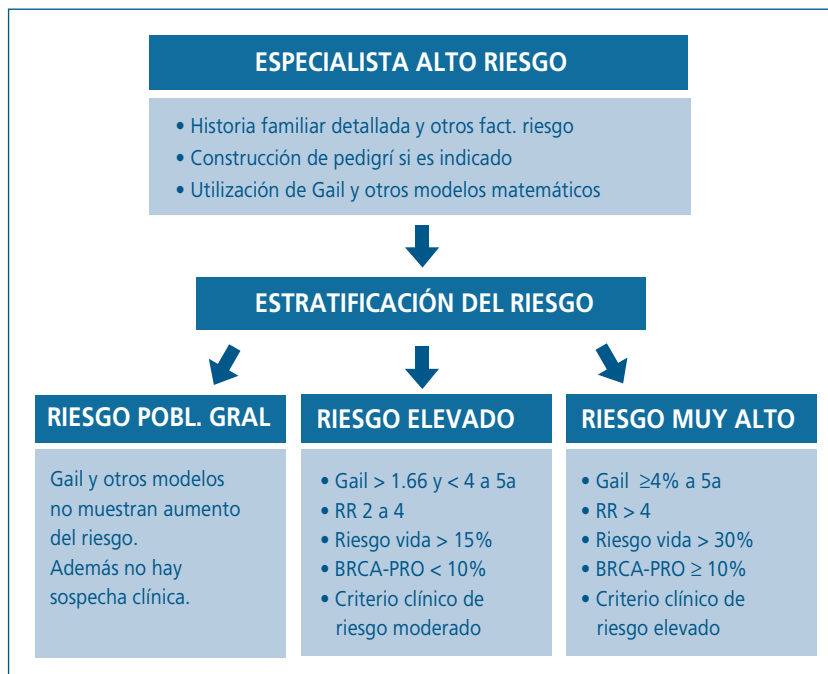 ESPECIALISTA ALTO RIESGO
• Historia familiar detallada y otros fact. riesgo
• Construcción de pedigrí si es indicado
• Utilización de Gail y otros modelos matemáticos
ESTRATIFICACIÓN DEL RIESGO
RIESGO POBL. GRAL
Gail y otros modelos
no muestran aumento
del riesgo.
Además no hay
sospecha clínica.
RIESGO ELEVADO
• Gail > 1.66 y < 4 a 5a
• RR 2 a 4
• Riesgo vida > 15%
• BRCA-PRO < 10%
• Criterio clínico de
riesgo moderado
RIESGO MUY ALTO
• Gail ≥4% a 5a
• RR > 4
• Riesgo vida > 30%
• BRCA-PRO ≥ 10%
• Criterio clínico de
riesgo elevado